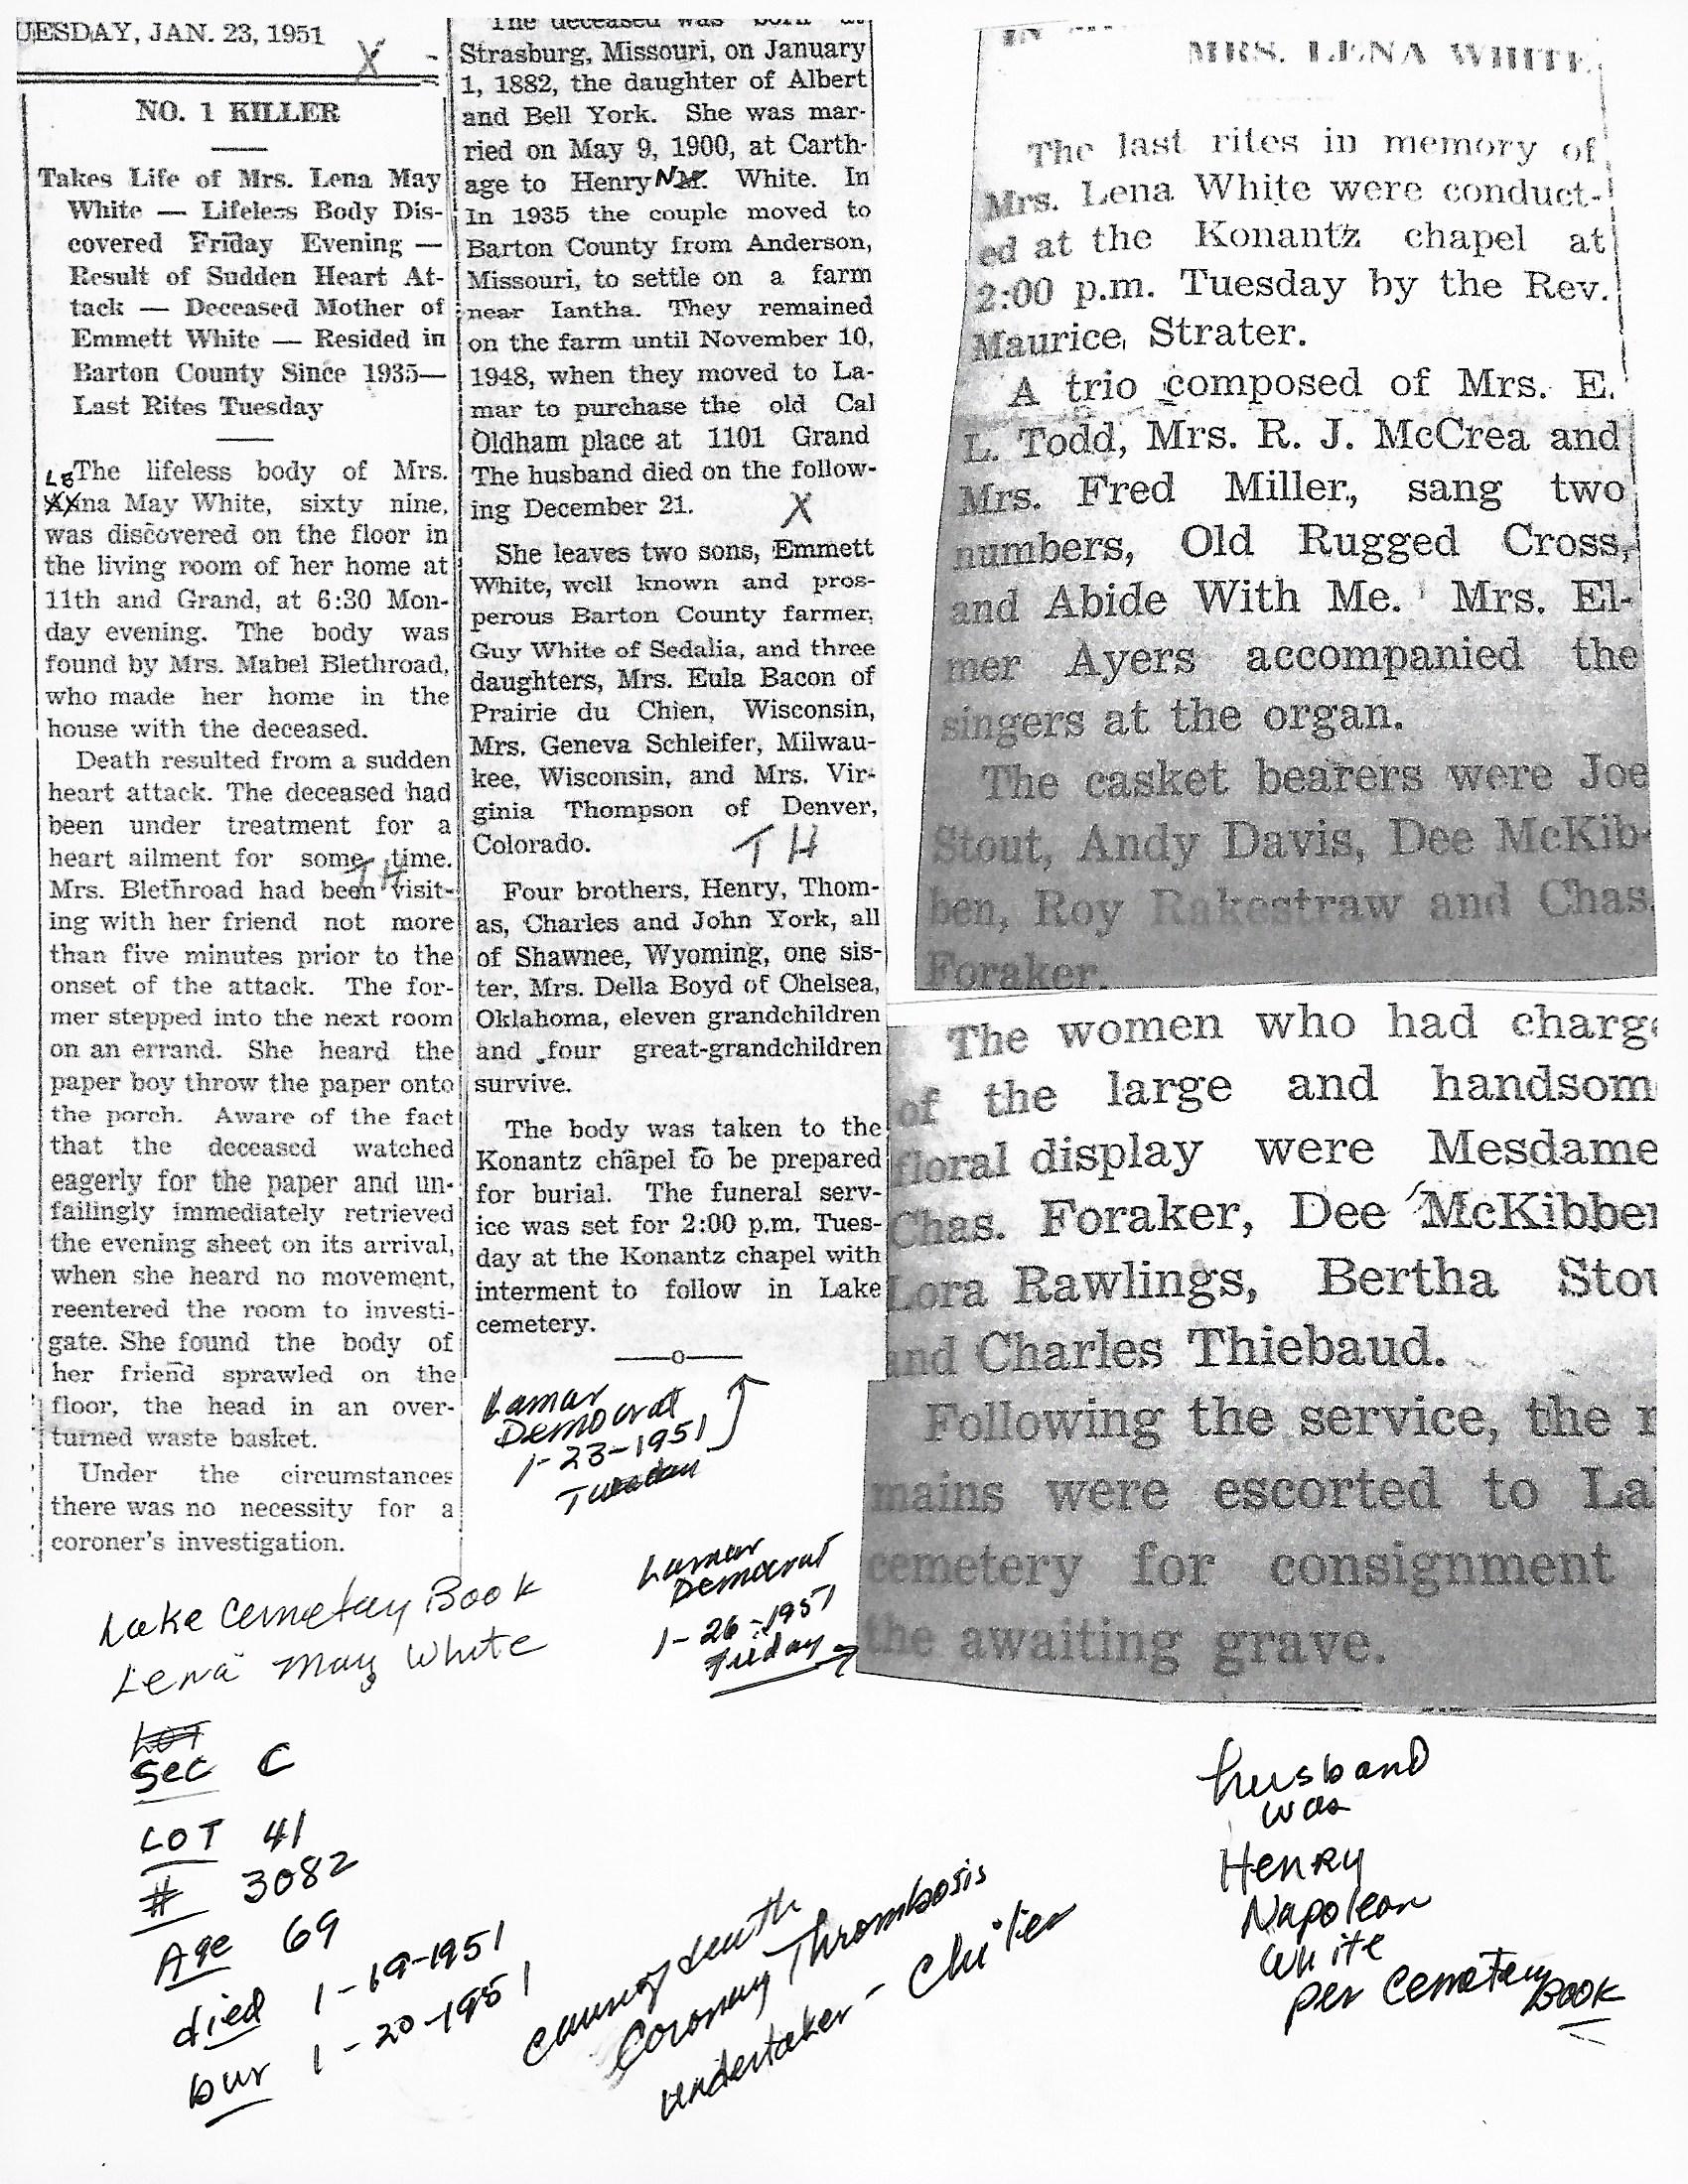 UESDAY, JAN. 23, 1951
X -
NO. 1 KILLER
Takes Life of Mrs. Lena May
White — Lifeless Body Dis-
covered Friday Evening —
Result of Sudden Heart At-
tack — Deceased Mother of
Emmett White — Resided in
Barton County Since 1935—
Last Rites Tuesday
The lifeless body of Mrs.
Le
na May White, sixty nine,
was discovered on the floor in
the living room of her home at
11th and Grand, at 6:30 Mon-
day evening. The body was
found by Mrs. Mabel Blethroad,
who made her home in the
house with the deceased.
Death resulted from a sudden
heart attack. The deceased had
been under treatment for a
heart ailment for some time.
TH
Mrs. Blethroad had been visit-
ing with her friend not more
than five minutes prior to the
onset of the attack. The for-
mer stepped into the next room
on an errand. She heard the
paper boy throw the paper onto
the porch. Aware of the fact
that the deceased watched
eagerly for the paper and un-
failingly immediately retrieved
the evening sheet on its arrival,
when she heard no movement,
reentered the room to investi-
gate. She found the body of
her friend sprawled on the
floor, the head in an over-
turned waste basket.
Under the circumstances
there was no necessity for a
coroner's investigation.
The deceased was born at
Strasburg, Missouri, on January
1, 1882, the daughter of Albert
and Bell York. She was mar-
ried on May 9, 1900, at Carth-
age to Henry N. White. In
In 1935 the couple moved to
Barton County from Anderson,
Missouri, to settle on a farm
near Iantha. They remained
on the farm until November 10,
1948, when they moved to La-
mar to purchase the old Cal
Oldham place at 1101 Grand
The husband died on the follow-
ing December 21. X
She leaves two sons, Emmett
White, well known and pros-
perous Barton County farmer,
Guy White of Sedalia, and three
daughters, Mrs. Eula Bacon of
Prairie du Chien, Wisconsin,
Mrs. Geneva Schleifer, Milwau-
kee, Wisconsin, and Mrs. Vir-
ginia Thompson of Denver,
Colorado. TH
Four brothers, Henry, Thom-
as, Charles and John York, all
of Shawnee, Wyoming, one sis-
ter, Mrs. Della Boyd of Chelsea,
Oklahoma, eleven grandchildren
and four great-grandchildren
survive.
The body was taken to the
Konantz chapel to be prepared
for burial. The funeral serv-
ice was set for 2:00 p.m. Tues-
day at the Konantz chapel with
interment to follow in Lake
cemetery.
—o—
Lamar
Democrat
1-23-1951
Tuesday
MRS. LENA WHITE
The last rites in memory of
Mrs. Lena White were conduct-
ed at the Konantz chapel at
2:00 p.m. Tuesday by the Rev.
Maurice Strater.
A trio composed of Mrs. E.
L. Todd, Mrs. R. J. McCrea and
Mrs. Fred Miller, sang two
numbers, Old Rugged Cross,
and Abide With Me. Mrs. El-
mer Ayers accompanied the
singers at the organ.
The casket bearers were Joe
Stout, Andy Davis, Dee McKib-
ben, Roy Rakestraw and Chas.
Foraker.
The women who had charge
of the large and handsom
floral display were Mesdame
Chas. Foraker, Dee McKibben
Lora Rawlings, Bertha Stou
and Charles Thiebaud.
Following the service, the r
mains were escorted to La
cemetery for consignment
the awaiting grave.
Lamar
Democrat
1-26-1951
Friday
Lake Cemetery Book
Lena May White
LOT
Sec C
LOT 41
# 3082
Age 69
died 1-19-1951
bur 1-20-1951
cause of death
Coronary Thrombosis
undertaker - Chiler
husband
was
Henry
Napolean
White
per Cemetery
Book